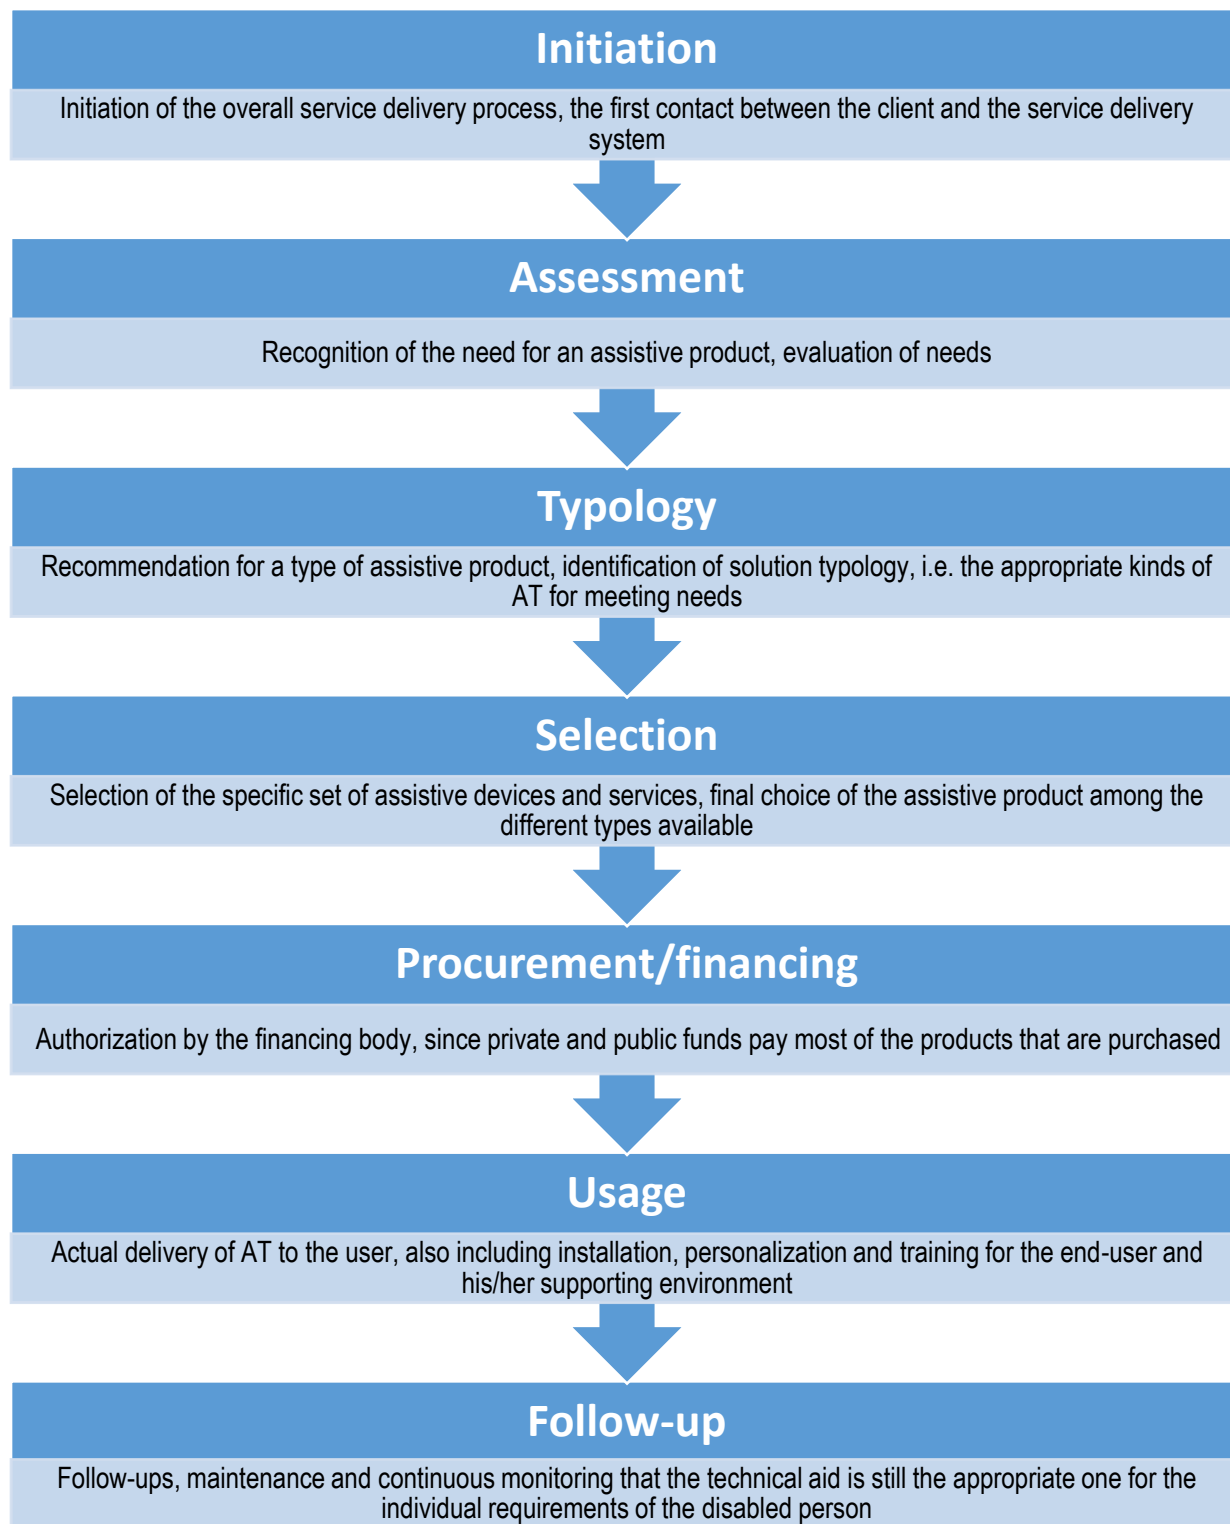 Initiation
Initiation of the overall service delivery process, the first contact between the client and the service delivery
system
Assessment
Recognition of the need for an assistive product, evaluation of needs
Typology
Recommendation for a type of assistive product, identification of solution typology, i.e. the appropriate kinds of
AT for meeting needs
Selection
Selection of the specific set of assistive devices and services, final choice of the assistive product among the
different types available
Procurement/financing
Authorization by the financing body, since private and public funds pay most of the products that are purchased
Usage
Actual delivery of AT to the user, also including installation, personalization and training for the end-user and
his/her supporting environment
Follow-up
Follow-ups, maintenance and continuous monitoring that the technical aid is still the appropriate one for the
individual requirements of the disabled person